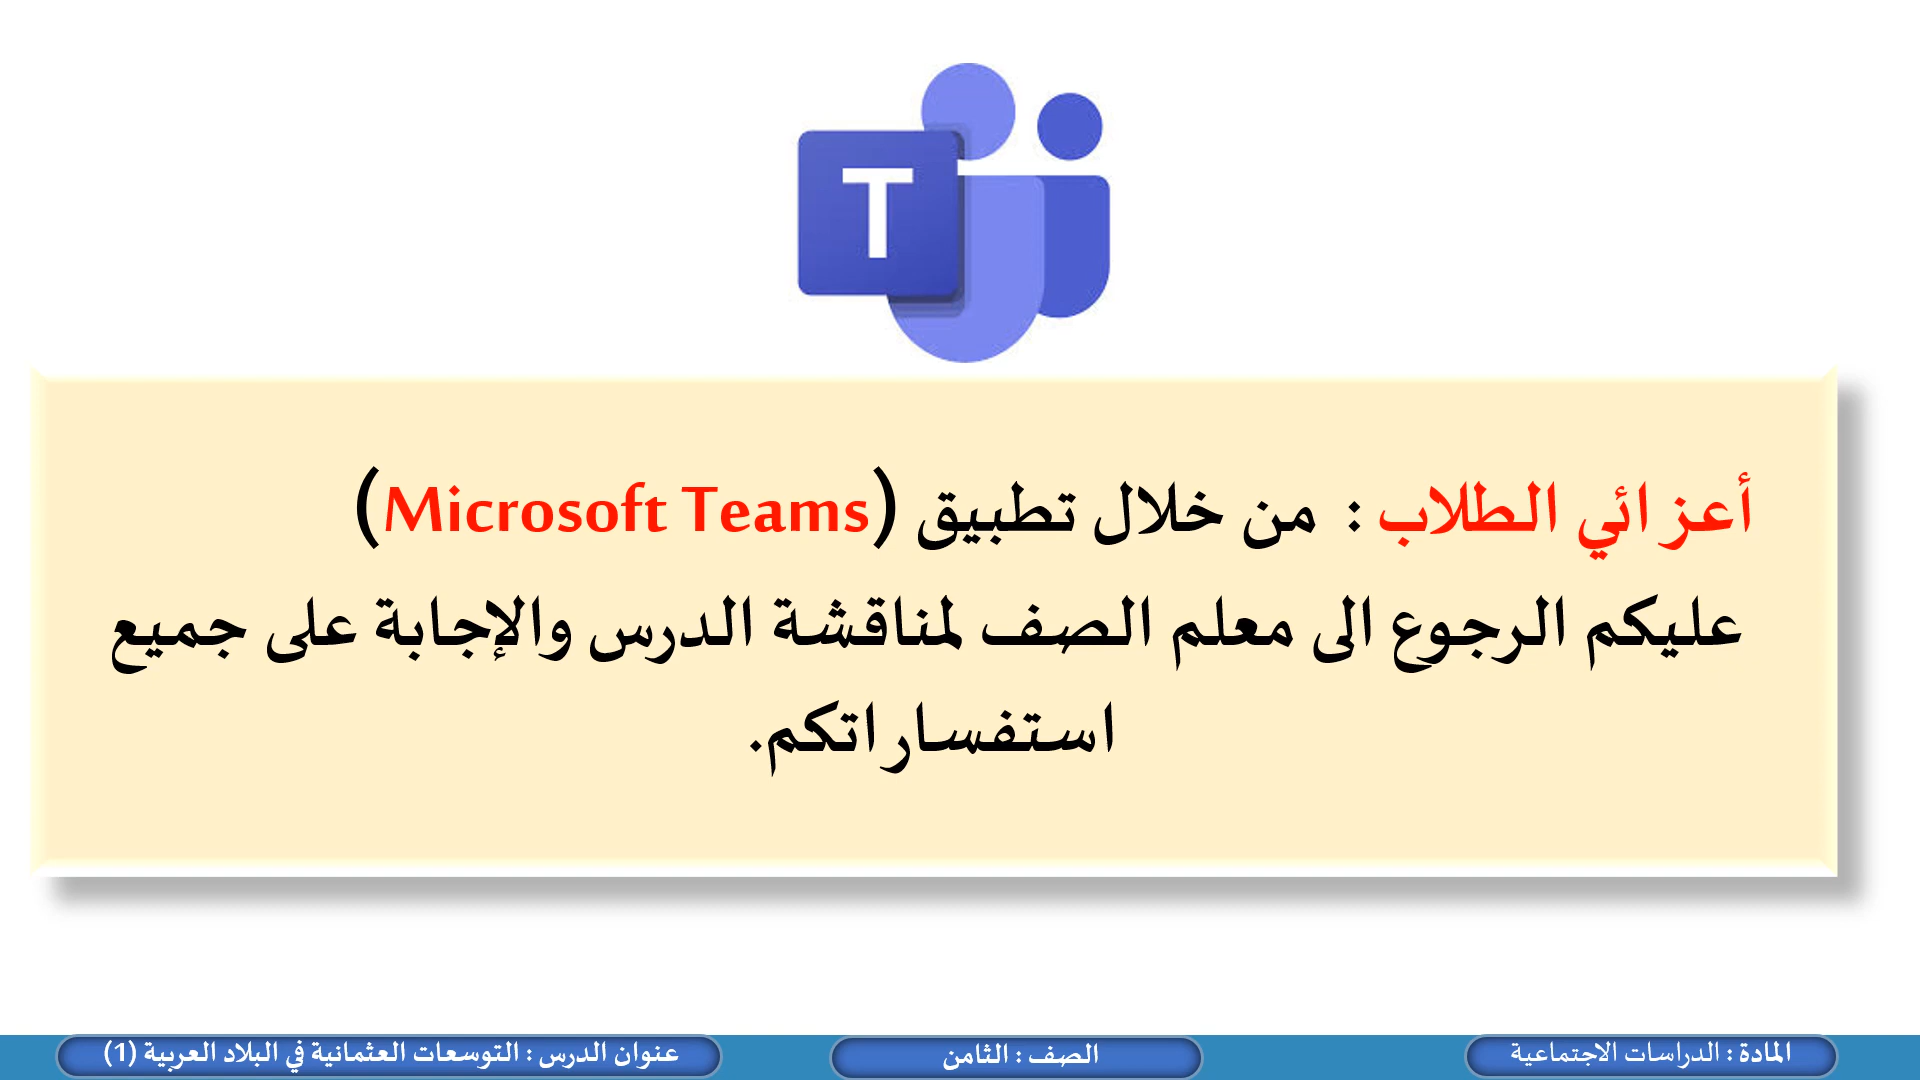 T
أعزائي الطلاب : من خلال تطبيق (Microsoft Teams)
عليكم الرجوع الى معلم الصف لمناقشة الدرس والإجابة على جميع
استفساراتكم.
المادة : الدراسات الاجتماعية
الصف : الثامن
عنوان الدرس : التوسعات العثمانية في البلاد العربية (1)